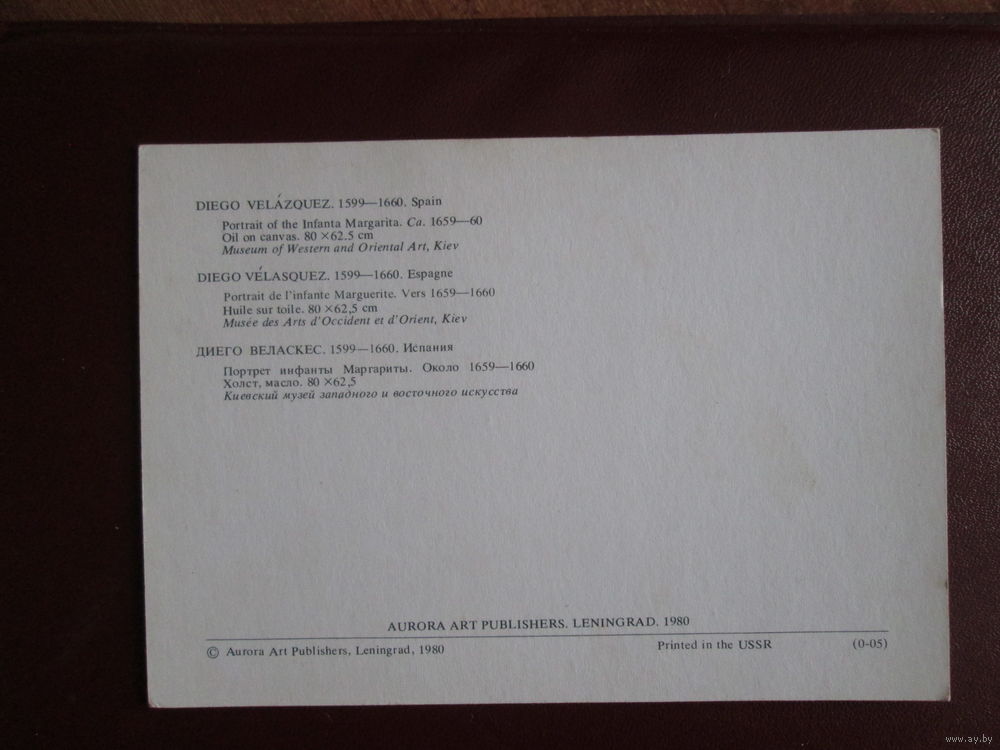 DIEGO VELÁZQUEZ. 1599—1660. Spain
Portrait of the Infanta Margarita. Ca. 1659—60
Oil on canvas. 80 ×62.5 cm
Museum of Western and Oriental Art, Kiev
DIEGO VÉLASQUEZ. 1599—1660. Espagne
Portrait de l'infante Marguerite. Vers 1659—1660
Huile sur toile. 80 ×62,5 cm
Musée des Arts d'Occident et d'Orient, Kiev
ДИЕГО ВЕЛАСКЕС. 1599—1660. Испания
Портрет инфанты Маргариты. Около 1659—1660
Холст, масло. 80 ×62,5
Киевский музей западного и восточного искусства
AURORA ART PUBLISHERS. LENINGRAD. 1980
© Aurora Art Publishers, Leningrad, 1980 Printed in the USSR (0-05)
www.ay.by